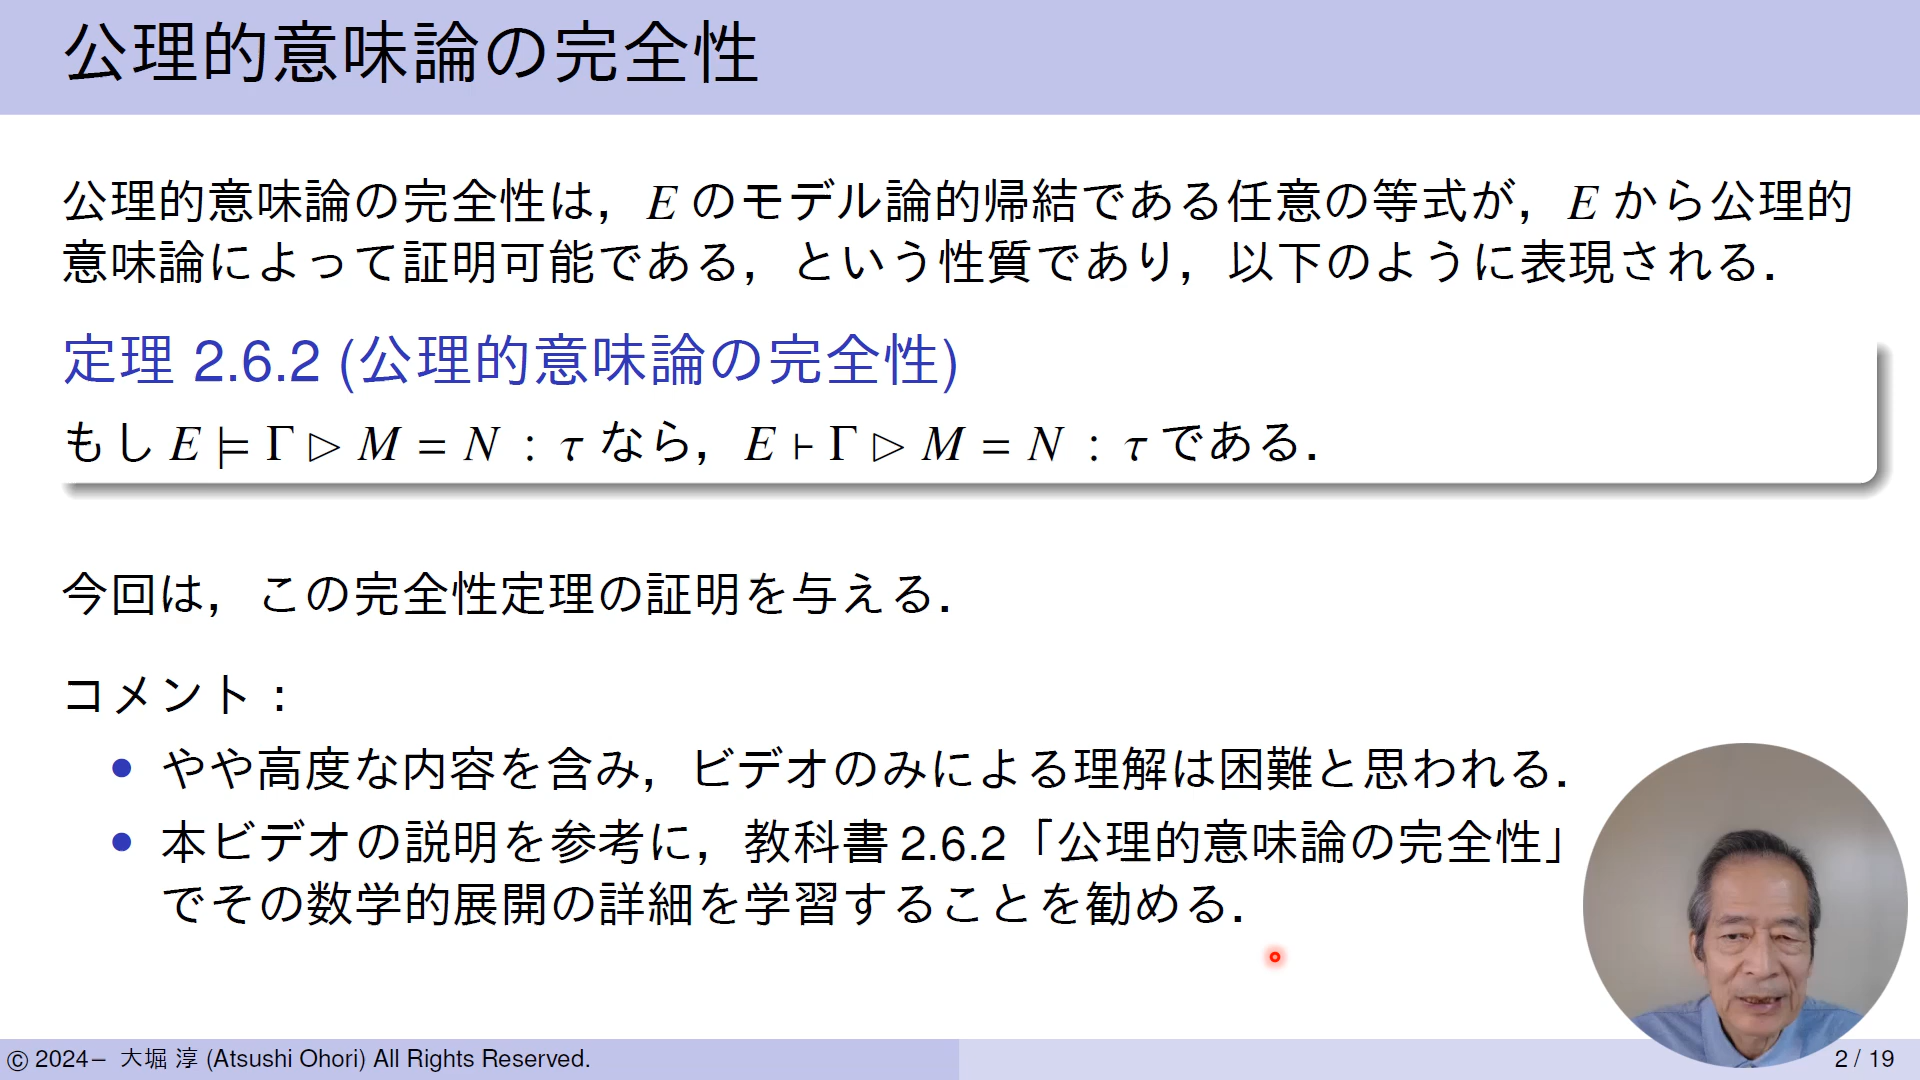 公理的意味論の完全性
公理的意味論の完全性は，E のモデル論的帰結である任意の等式が，E から公理的
意味論によって証明可能である，という性質であり，以下のように表現される．
定理 2.6.2 (公理的意味論の完全性)
もし E ⊨ Γ ▷ M = N : τ なら，E ⊢ Γ ▷ M = N : τ である．
今回は，この完全性定理の証明を与える．
コメント：
• やや高度な内容を含み，ビデオのみによる理解は困難と思われる．
• 本ビデオの説明を参考に，教科書 2.6.2「公理的意味論の完全性」
でその数学的展開の詳細を学習することを勧める．
© 2024− 大堀 淳 (Atsushi Ohori) All Rights Reserved.
2 / 19